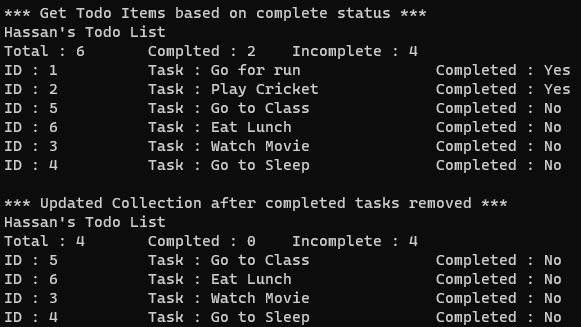 *** Get Todo Items based on complete status ***
Hassan's Todo List
Total : 6       Complted : 2    Incomplete : 4
ID : 1          Task : Go for run               Completed : Yes
ID : 2          Task : Play Cricket             Completed : Yes
ID : 5          Task : Go to Class              Completed : No
ID : 6          Task : Eat Lunch                Completed : No
ID : 3          Task : Watch Movie              Completed : No
ID : 4          Task : Go to Sleep              Completed : No

*** Updated Collection after completed tasks removed ***
Hassan's Todo List
Total : 4       Complted : 0    Incomplete : 4
ID : 5          Task : Go to Class              Completed : No
ID : 6          Task : Eat Lunch                Completed : No
ID : 3          Task : Watch Movie              Completed : No
ID : 4          Task : Go to Sleep              Completed : No